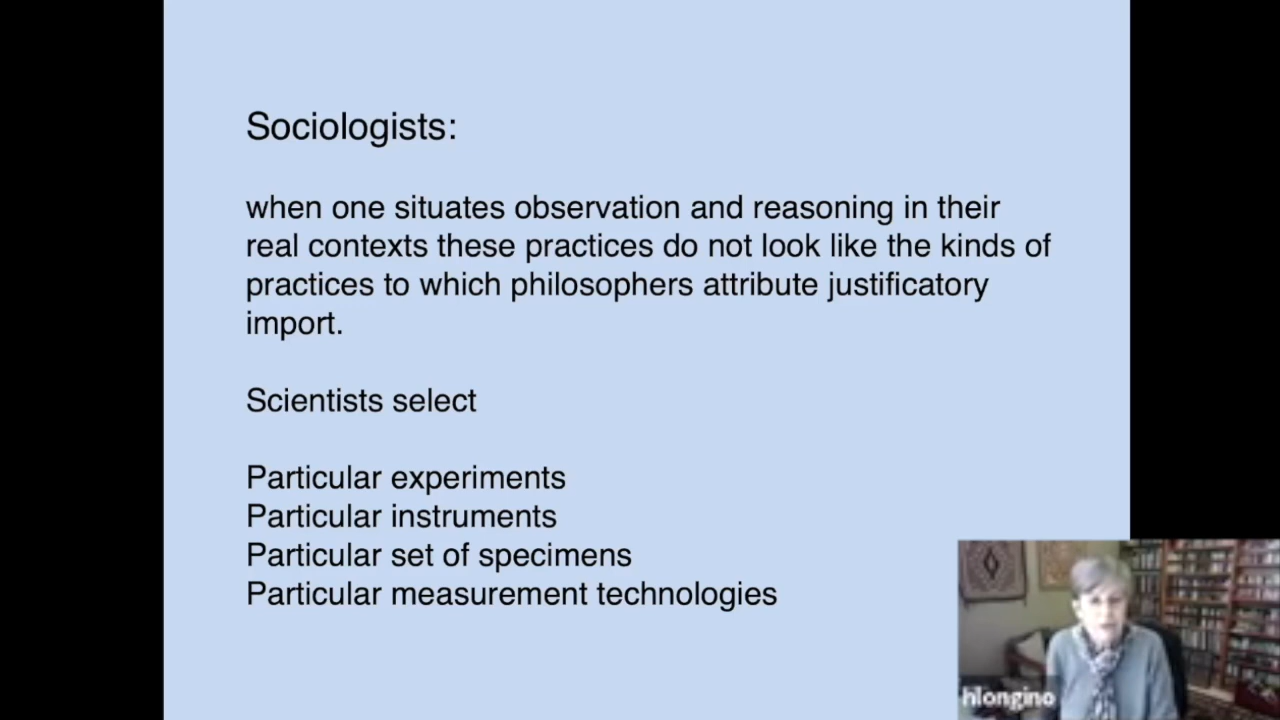 Sociologists:
when one situates observation and reasoning in their
real contexts these practices do not look like the kinds of
practices to which philosophers attribute justificatory
import.
Scientists select
Particular experiments
Particular instruments
Particular set of specimens
Particular measurement technologies
hlongino